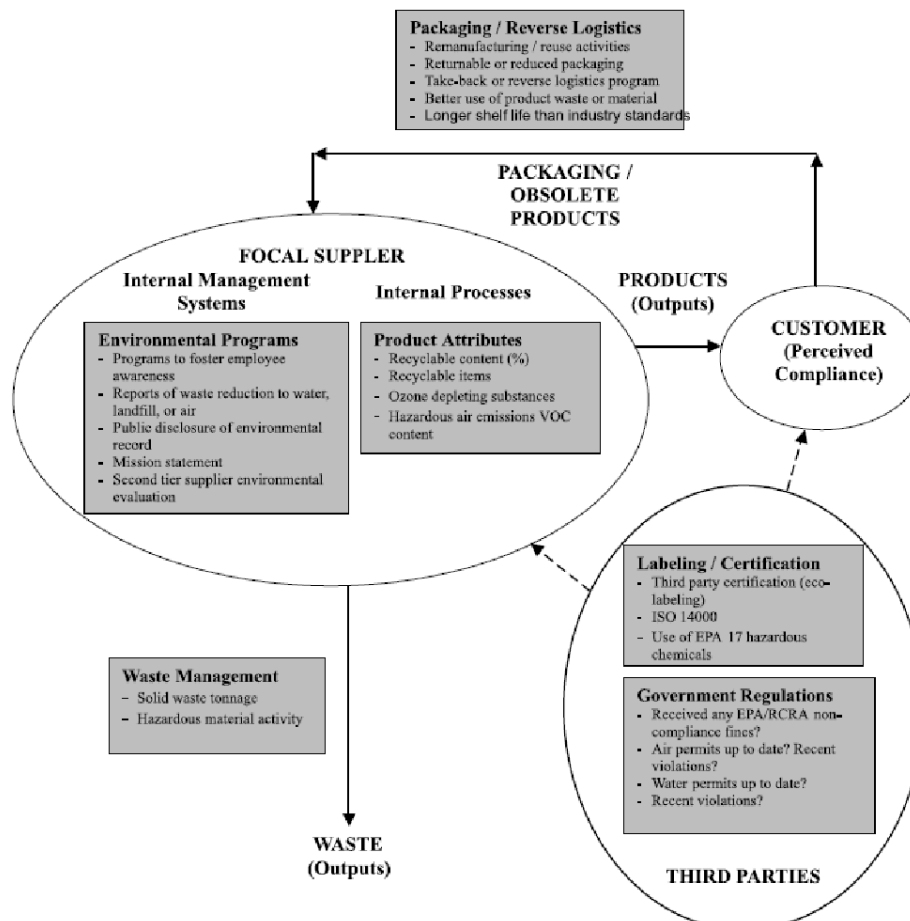 Packaging / Reverse Logistics
- Remanufacturing / reuse activities
- Returnable or reduced packaging
- Take-back or reverse logistics program
- Better use of product waste or material
- Longer shelf life than industry standards
PACKAGING /
OBSOLETE
PRODUCTS
FOCAL SUPPLER
Internal Management
Systems
Environmental Programs
- Programs to foster employee
awareness
- Reports of waste reduction to water,
landfill, or air
- Public disclosure of environmental
record
- Mission statement
- Second tier supplier environmental
evaluation
Internal Processes
Product Attributes
- Recyclable content (%)
- Recyclable items
- Ozone depleting substances
- Hazardous air emissions VOC
content
PRODUCTS
(Outputs)
CUSTOMER
(Perceived
Compliance)
Labeling / Certification
- Third party certification (eco-
labeling)
- ISO 14000
- Use of EPA 17 hazardous
chemicals
Government Regulations
- Received any EPA/RCRA non-
compliance fines?
- Air permits up to date? Recent
violations?
- Water permits up to date?
- Recent violations?
THIRD PARTIES
Waste Management
– Solid waste tonnage
– Hazardous material activity
WASTE
(Outputs)